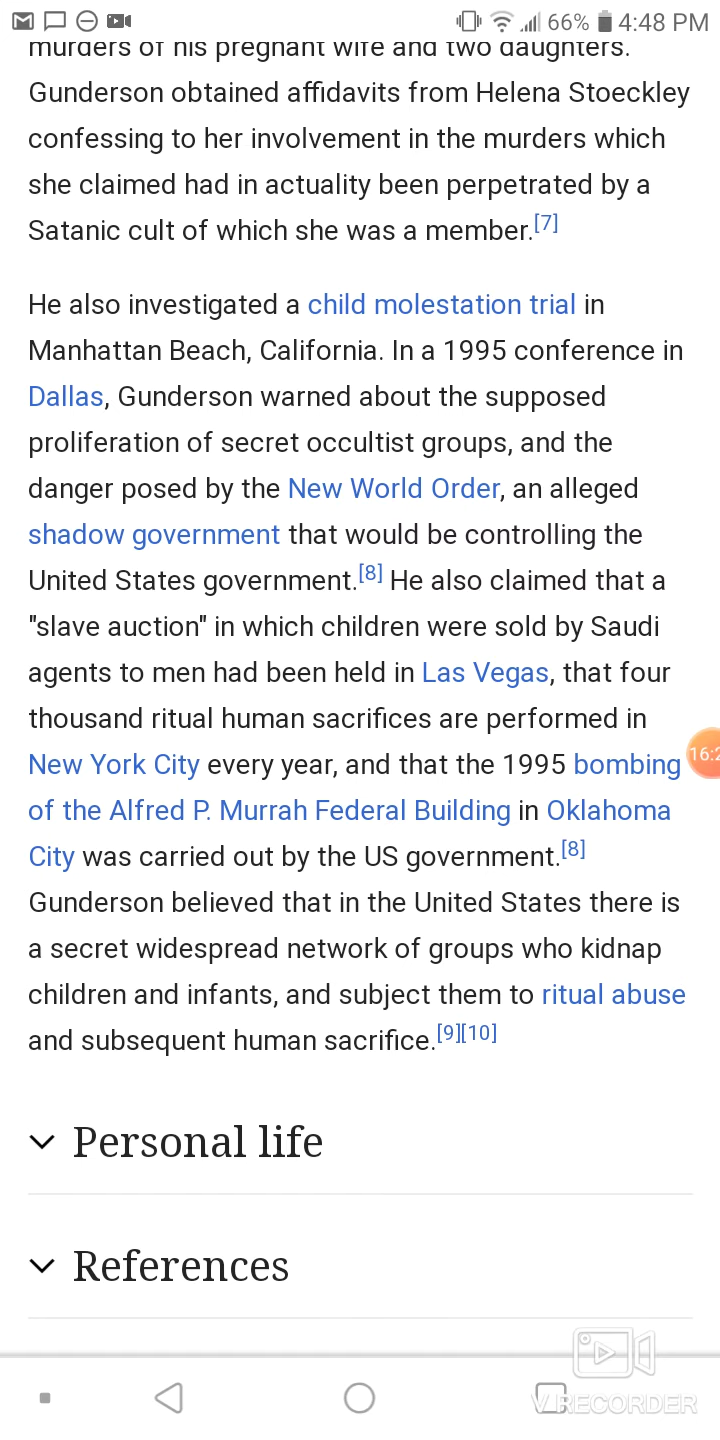 66% 4:48 PM
murders of his pregnant wife and two daughters.
Gunderson obtained affidavits from Helena Stoeckley
confessing to her involvement in the murders which
she claimed had in actuality been perpetrated by a
Satanic cult of which she was a member.[7]
He also investigated a child molestation trial in
Manhattan Beach, California. In a 1995 conference in
Dallas, Gunderson warned about the supposed
proliferation of secret occultist groups, and the
danger posed by the New World Order, an alleged
shadow government that would be controlling the
United States government.[8] He also claimed that a
"slave auction" in which children were sold by Saudi
agents to men had been held in Las Vegas, that four
thousand ritual human sacrifices are performed in
New York City every year, and that the 1995 bombing
of the Alfred P. Murrah Federal Building in Oklahoma
City was carried out by the US government.[8]
Gunderson believed that in the United States there is
a secret widespread network of groups who kidnap
children and infants, and subject them to ritual abuse
and subsequent human sacrifice.[9][10]
Personal life
References
V RECORDER